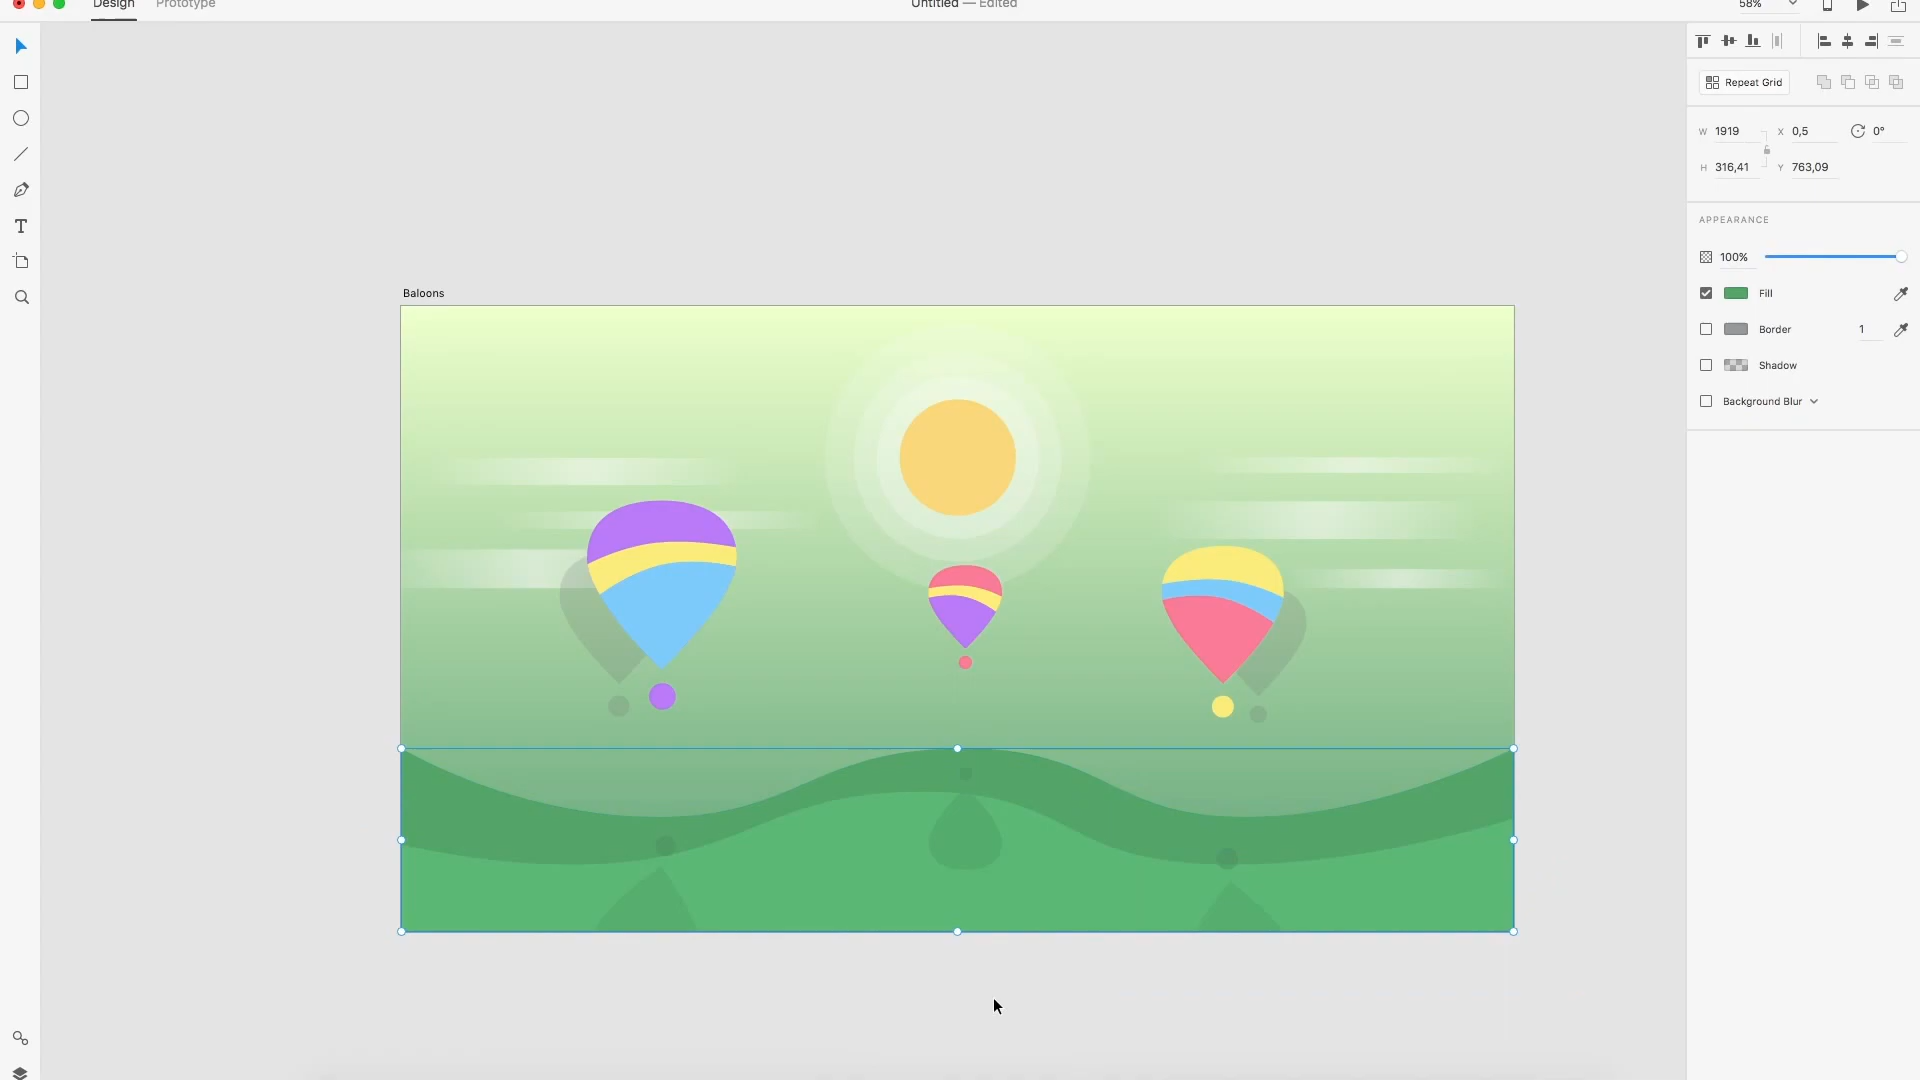 Design Prototype Untitled — Edited 58%
Repeat Grid
W 1919 X 0,5 0°
H 316,41 Y 763,09
APPEARANCE
100%
Baloons
Fill
Border 1
Shadow
Background Blur